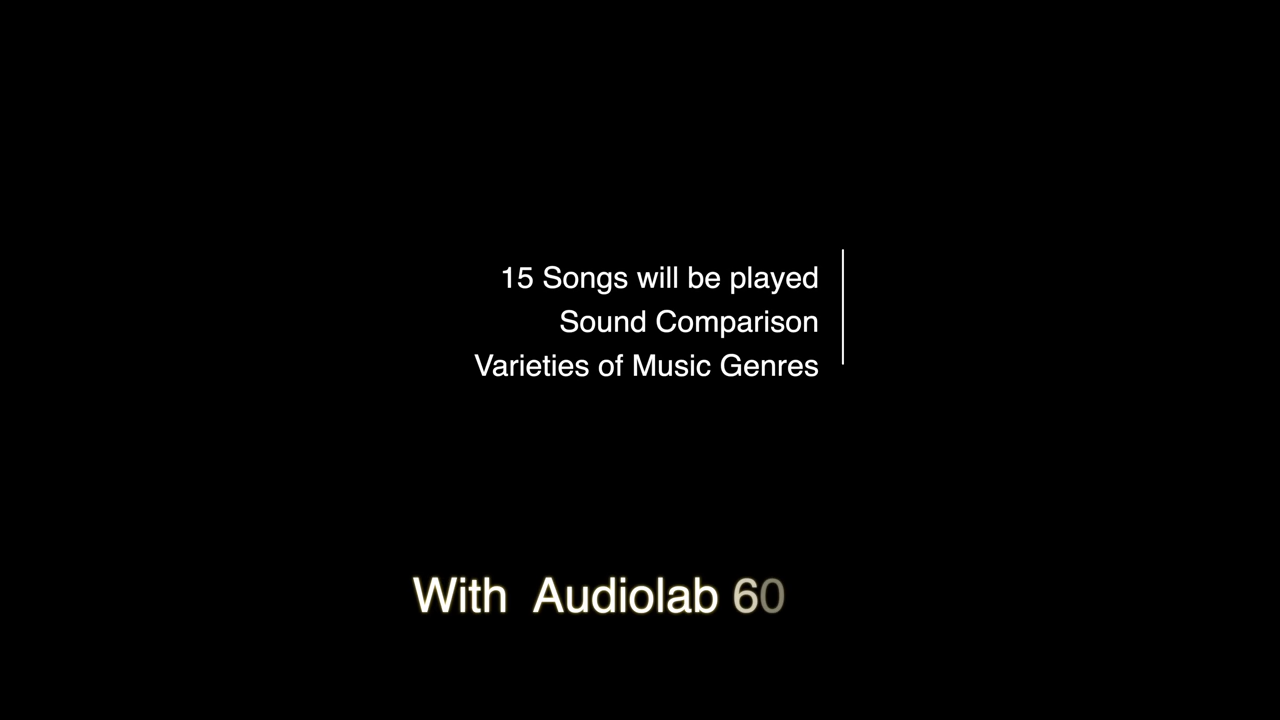 15 Songs will be played
Sound Comparison
Varieties of Music Genres
With Audiolab 60